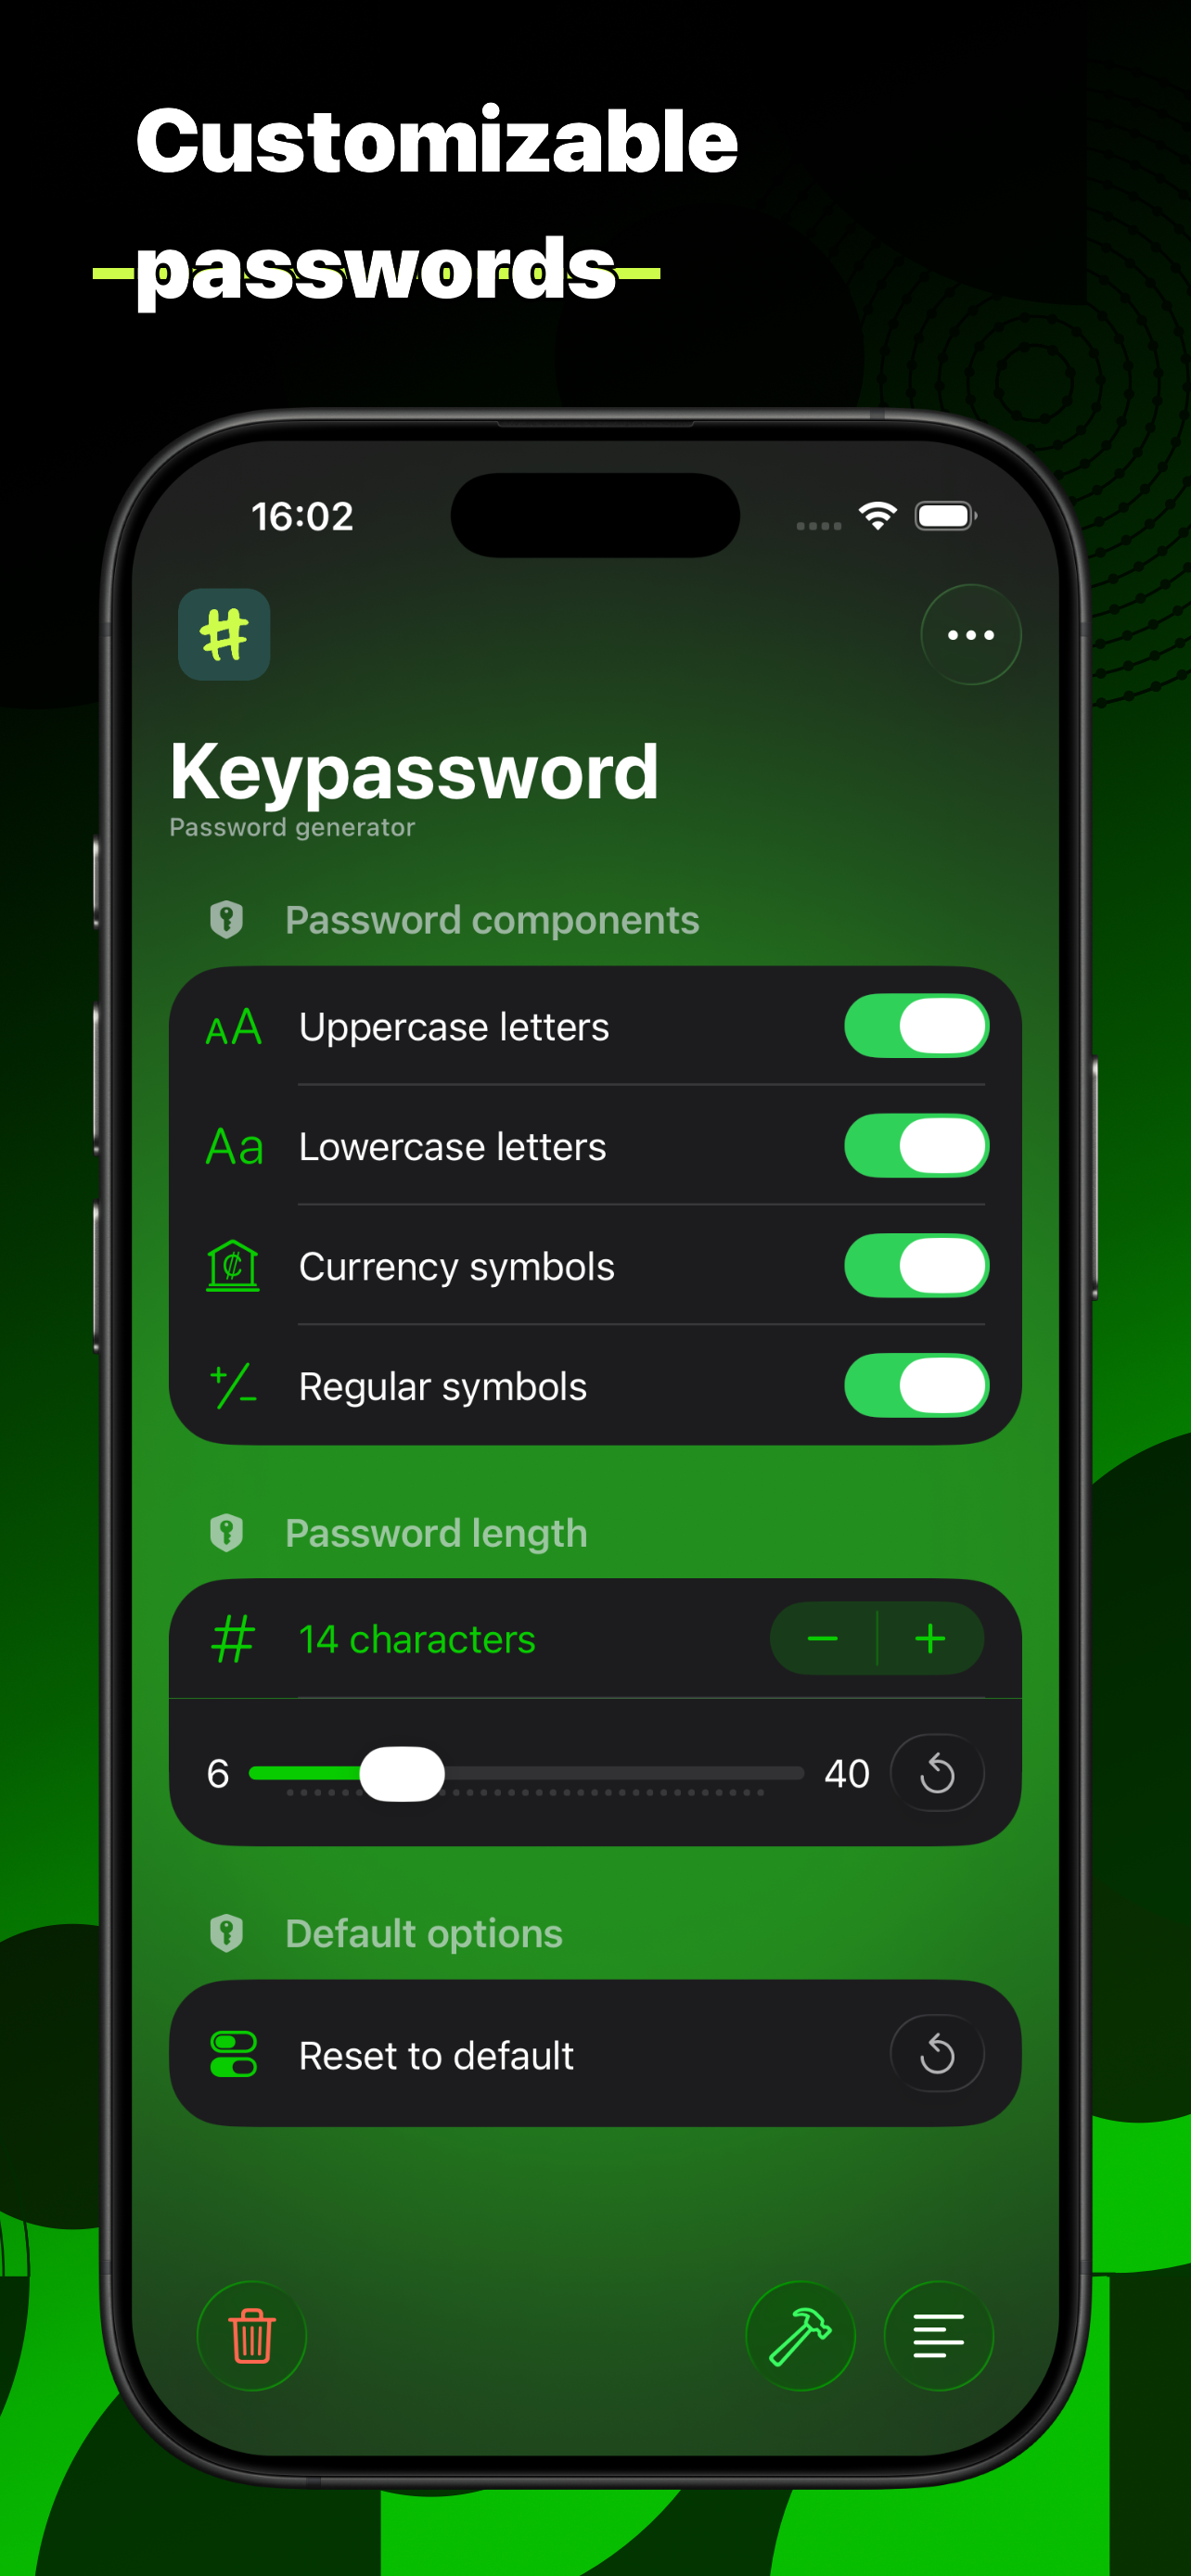 Customizable
passwords
16:02
#
Keypassword
Password generator
Password components
AA Uppercase letters
Aa Lowercase letters
₡ Currency symbols
+/− Regular symbols
Password length
# 14 characters − +
6 40
Default options
Reset to default